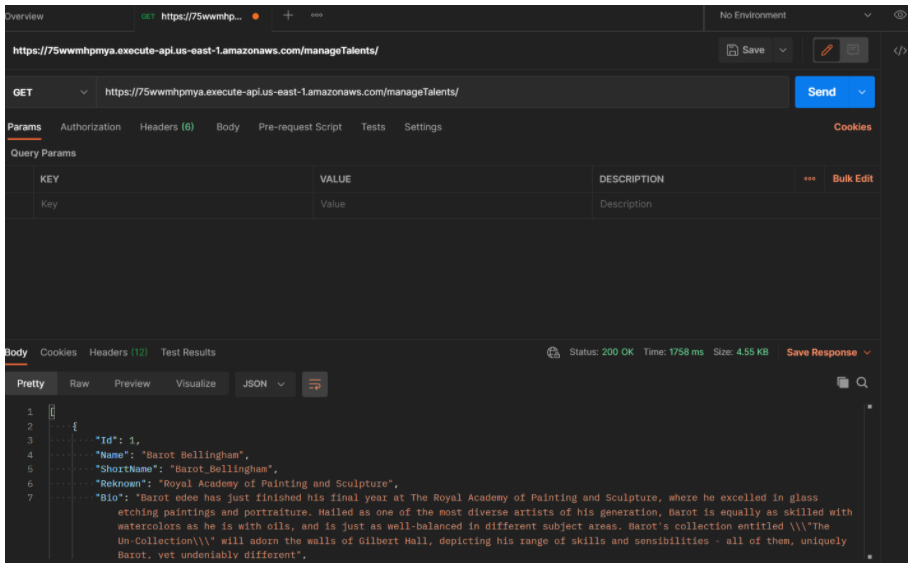 Overview
GET https://75wwmhp...
No Environment
https://75wwmhpmya.execute-api.us-east-1.amazonaws.com/manageTalents/
Save
GET
https://75wwmhpmya.execute-api.us-east-1.amazonaws.com/manageTalents/
Send
Params Authorization Headers (6) Body Pre-request Script Tests Settings
Cookies
Query Params
KEY VALUE DESCRIPTION Bulk Edit
Key Value Description
Body Cookies Headers (12) Test Results
Status: 200 OK Time: 1758 ms Size: 4.55 KB Save Response
Pretty Raw Preview Visualize JSON
1 [
2 {
3 "Id": 1,
4 "Name": "Barot Bellingham",
5 "ShortName": "Barot_Bellingham",
6 "Reknown": "Royal Academy of Painting and Sculpture",
7 "Bio": "Barot edee has just finished his final year at The Royal Academy of Painting and Sculpture, where he excelled in glass
etching paintings and portraiture. Hailed as one of the most diverse artists of his generation, Barot is equally as skilled with
watercolors as he is with oils, and is just as well-balanced in different subject areas. Barot's collection entitled \\\"The
Un-Collection\\\" will adorn the walls of Gilbert Hall, depicting his range of skills and sensibilities - all of them, uniquely
Barot, yet undeniably different",